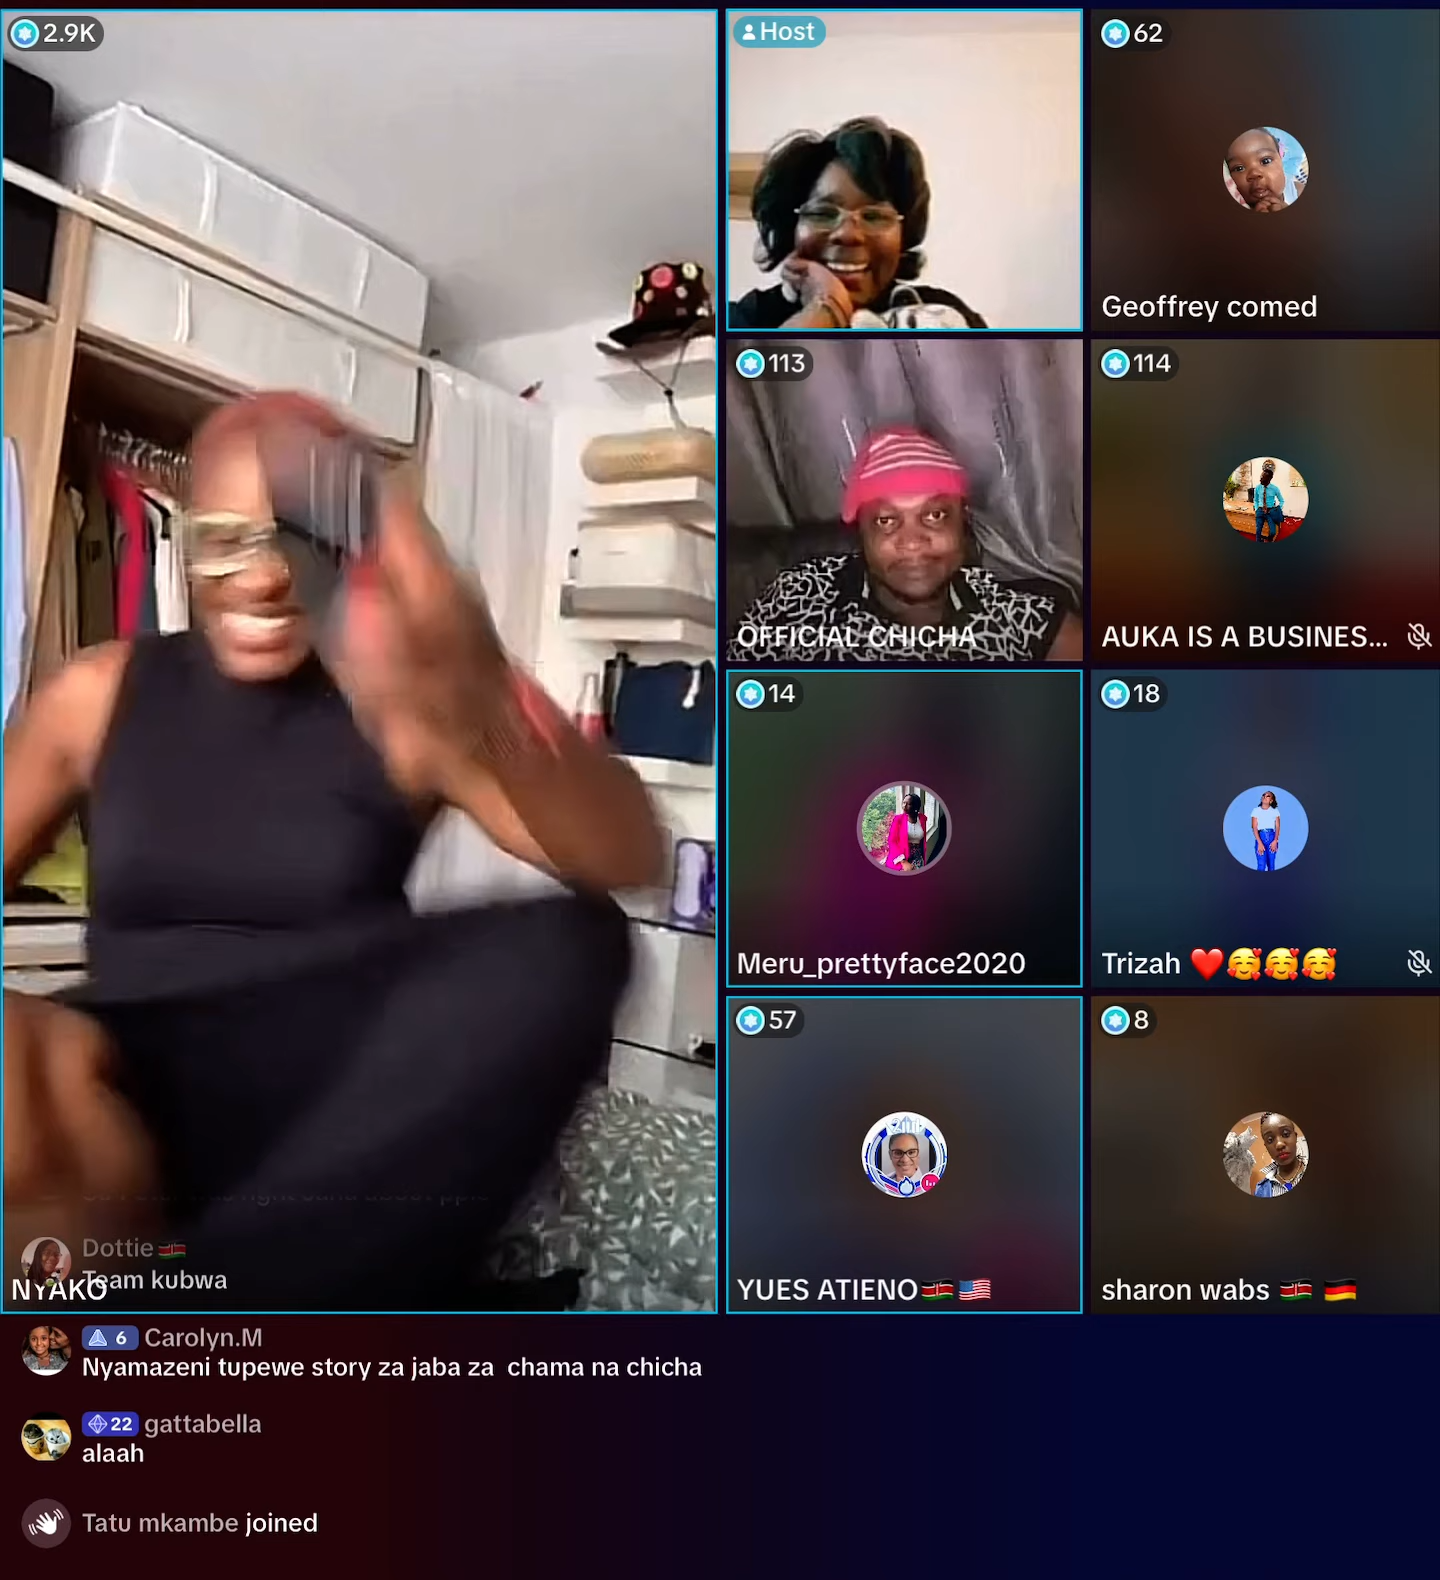 2.9K
Host
62
Geoffrey comed
113
OFFICIAL CHICHA
114
AUKA IS A BUSINES...
14
Meru_prettyface2020
18
Trizah ❤️🥰🥰🥰
57
YUES ATIENO🇰🇪🇺🇸
8
sharon wabs 🇰🇪 🇩🇪
NYAKO
Dottie🇰🇪
Team kubwa
6 Carolyn.M
Nyamazeni tupewe story za jaba za chama na chicha
22 gattabella
alaah
Tatu mkambe joined